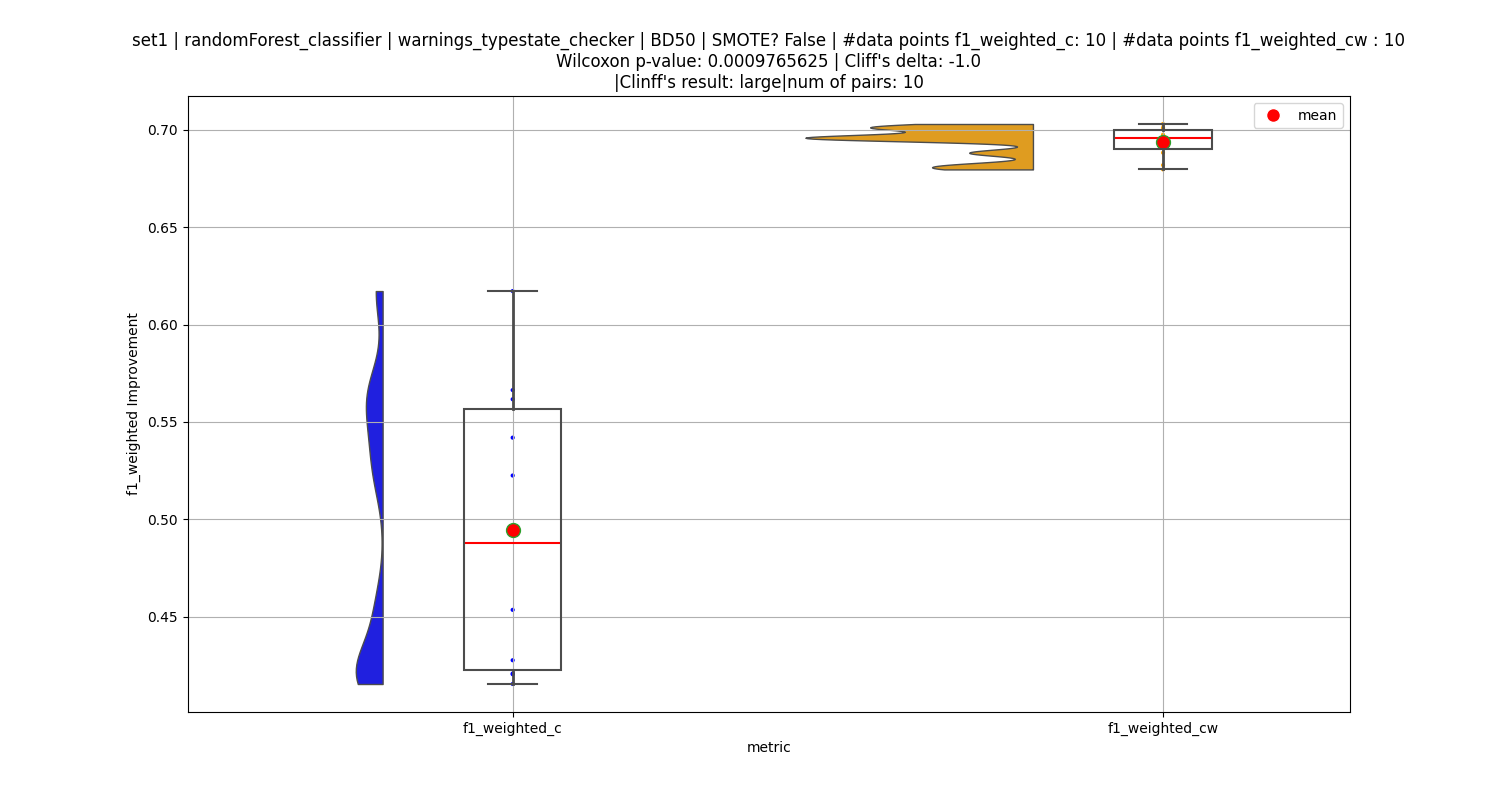 set1 | randomForest_classifier | warnings_typestate_checker | BD50 | SMOTE? False | #data points f1_weighted_c: 10 | #data points f1_weighted_cw : 10
Wilcoxon p-value: 0.0009765625 | Cliff's delta: -1.0
|Clinff's result: large|num of pairs: 10
mean
0.70
0.65
0.60
0.55
0.50
0.45
f1_weighted Improvement
f1_weighted_c
f1_weighted_cw
metric